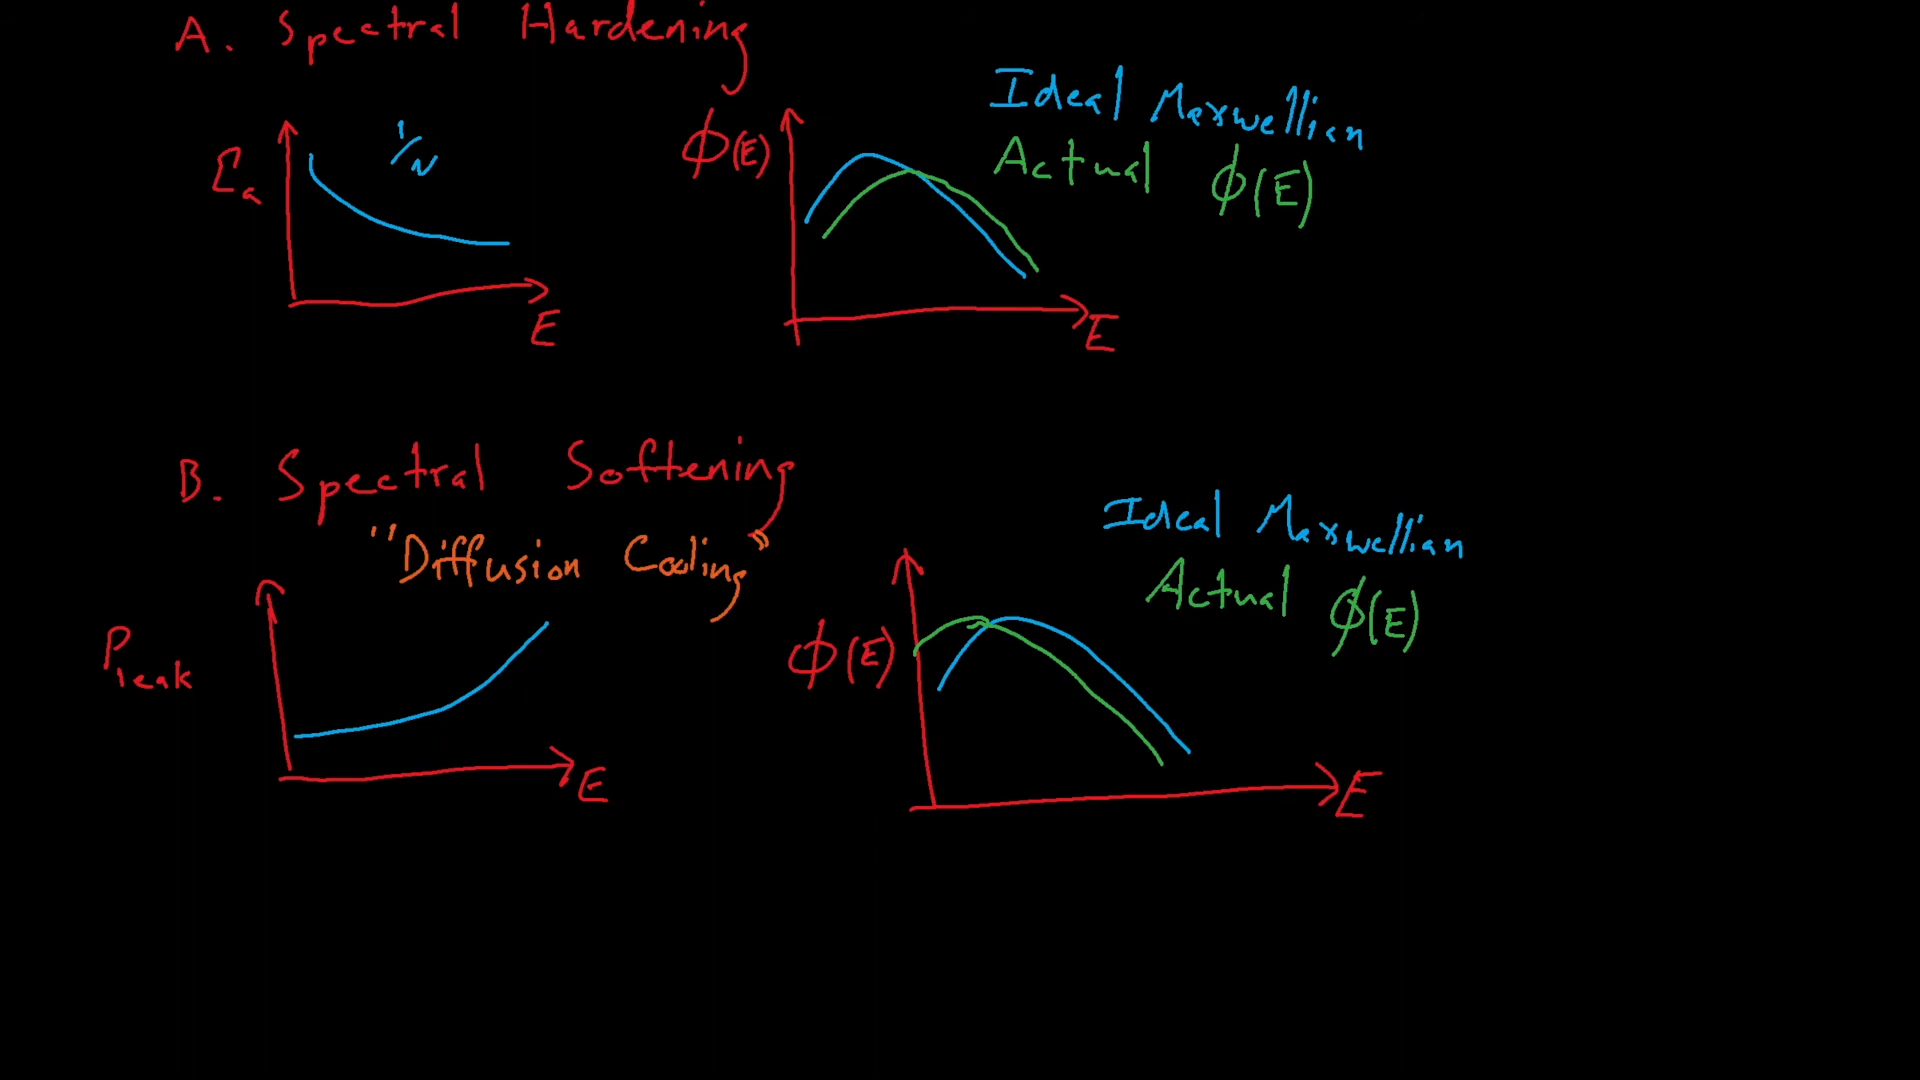 A. Spectral Hardening
Σa
1/v
E
ϕ(E)
Ideal Maxwellian
Actual ϕ(E)
E
B. Spectral Softening
"Diffusion Cooling"
Pleak
E
ϕ(E)
Ideal Maxwellian
Actual ϕ(E)
E